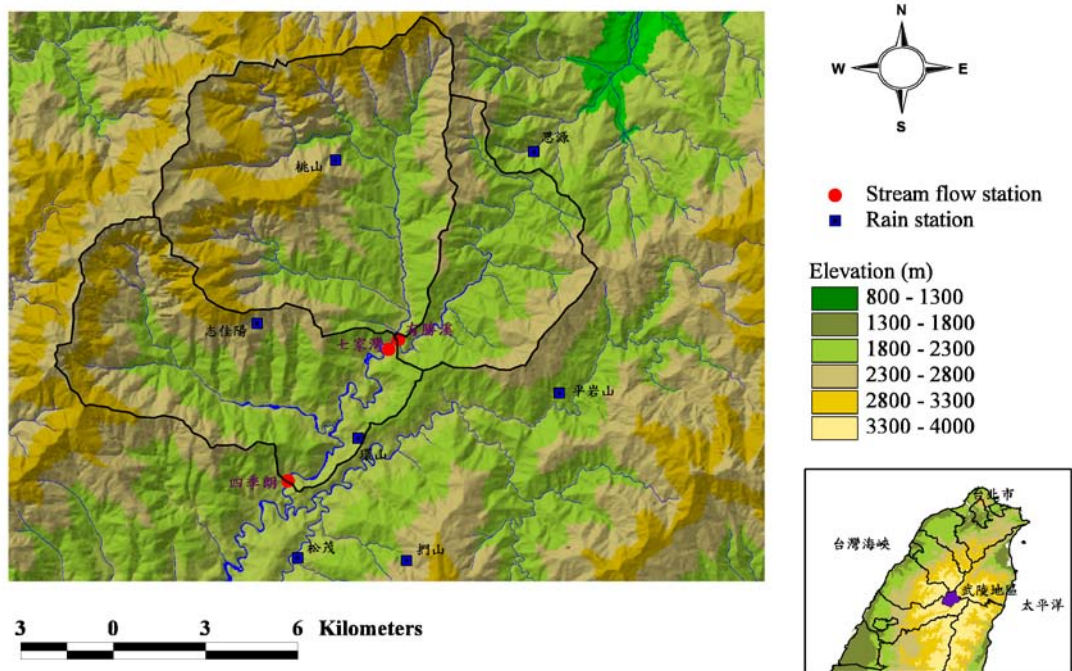 思源
桃山
志佳陽
有勝溪
七家灣
平岩山
環山
四季朗
松茂
捫山
3 0 3 6 Kilometers
N
W E
S
Stream flow station
Rain station
Elevation (m)
800 - 1300
1300 - 1800
1800 - 2300
2300 - 2800
2800 - 3300
3300 - 4000
台北市
台灣海峽
武陵地區
太平洋